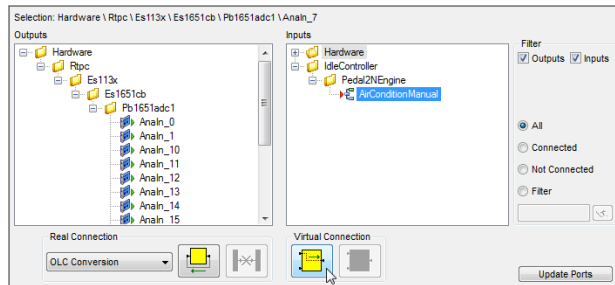 Selection: Hardware \ Rtpc \ Es113x \ Es1651cb \ Pb1651adc1 \ AnaIn_7
Outputs
Hardware
Rtpc
Es113x
Es1651cb
Pb1651adc1
AnaIn_0
AnaIn_1
AnaIn_10
AnaIn_11
AnaIn_12
AnaIn_13
AnaIn_14
AnaIn_15
Inputs
Hardware
IdleController
Pedal2NEngine
AirConditionManual
Filter
Outputs Inputs
All
Connected
Not Connected
Filter
Real Connection
OLC Conversion
Virtual Connection
Update Ports